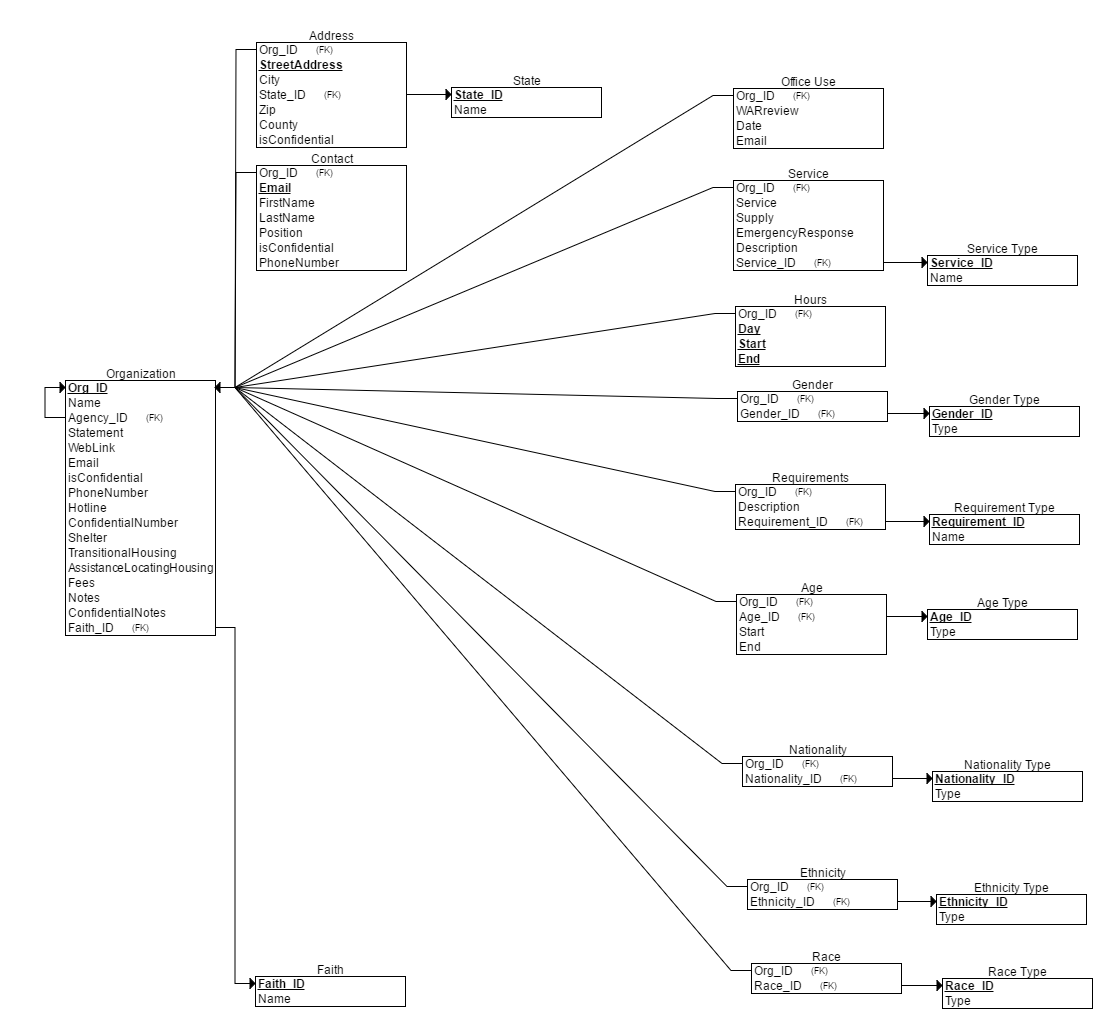 Address
Org_ID (FK)
StreetAddress
City
State_ID (FK)
Zip
County
isConfidential
State
State_ID
Name
Contact
Org_ID (FK)
Email
FirstName
LastName
Position
isConfidential
PhoneNumber
Organization
Org_ID
Name
Agency_ID (FK)
Statement
WebLink
Email
isConfidential
PhoneNumber
Hotline
ConfidentialNumber
Shelter
TransitionalHousing
AssistanceLocatingHousing
Fees
Notes
ConfidentialNotes
Faith_ID (FK)
Faith
Faith_ID
Name
Office Use
Org_ID (FK)
WARreview
Date
Email
Service
Org_ID (FK)
Service
Supply
EmergencyResponse
Description
Service_ID (FK)
Service Type
Service_ID
Name
Hours
Org_ID (FK)
Day
Start
End
Gender
Org_ID (FK)
Gender_ID (FK)
Gender Type
Gender_ID
Type
Requirements
Org_ID (FK)
Description
Requirement_ID (FK)
Requirement Type
Requirement_ID
Name
Age
Org_ID (FK)
Age_ID (FK)
Start
End
Age Type
Age_ID
Type
Nationality
Org_ID (FK)
Nationality_ID (FK)
Nationality Type
Nationality_ID
Type
Ethnicity
Org_ID (FK)
Ethnicity_ID (FK)
Ethnicity Type
Ethnicity_ID
Type
Race
Org_ID (FK)
Race_ID (FK)
Race Type
Race_ID
Type